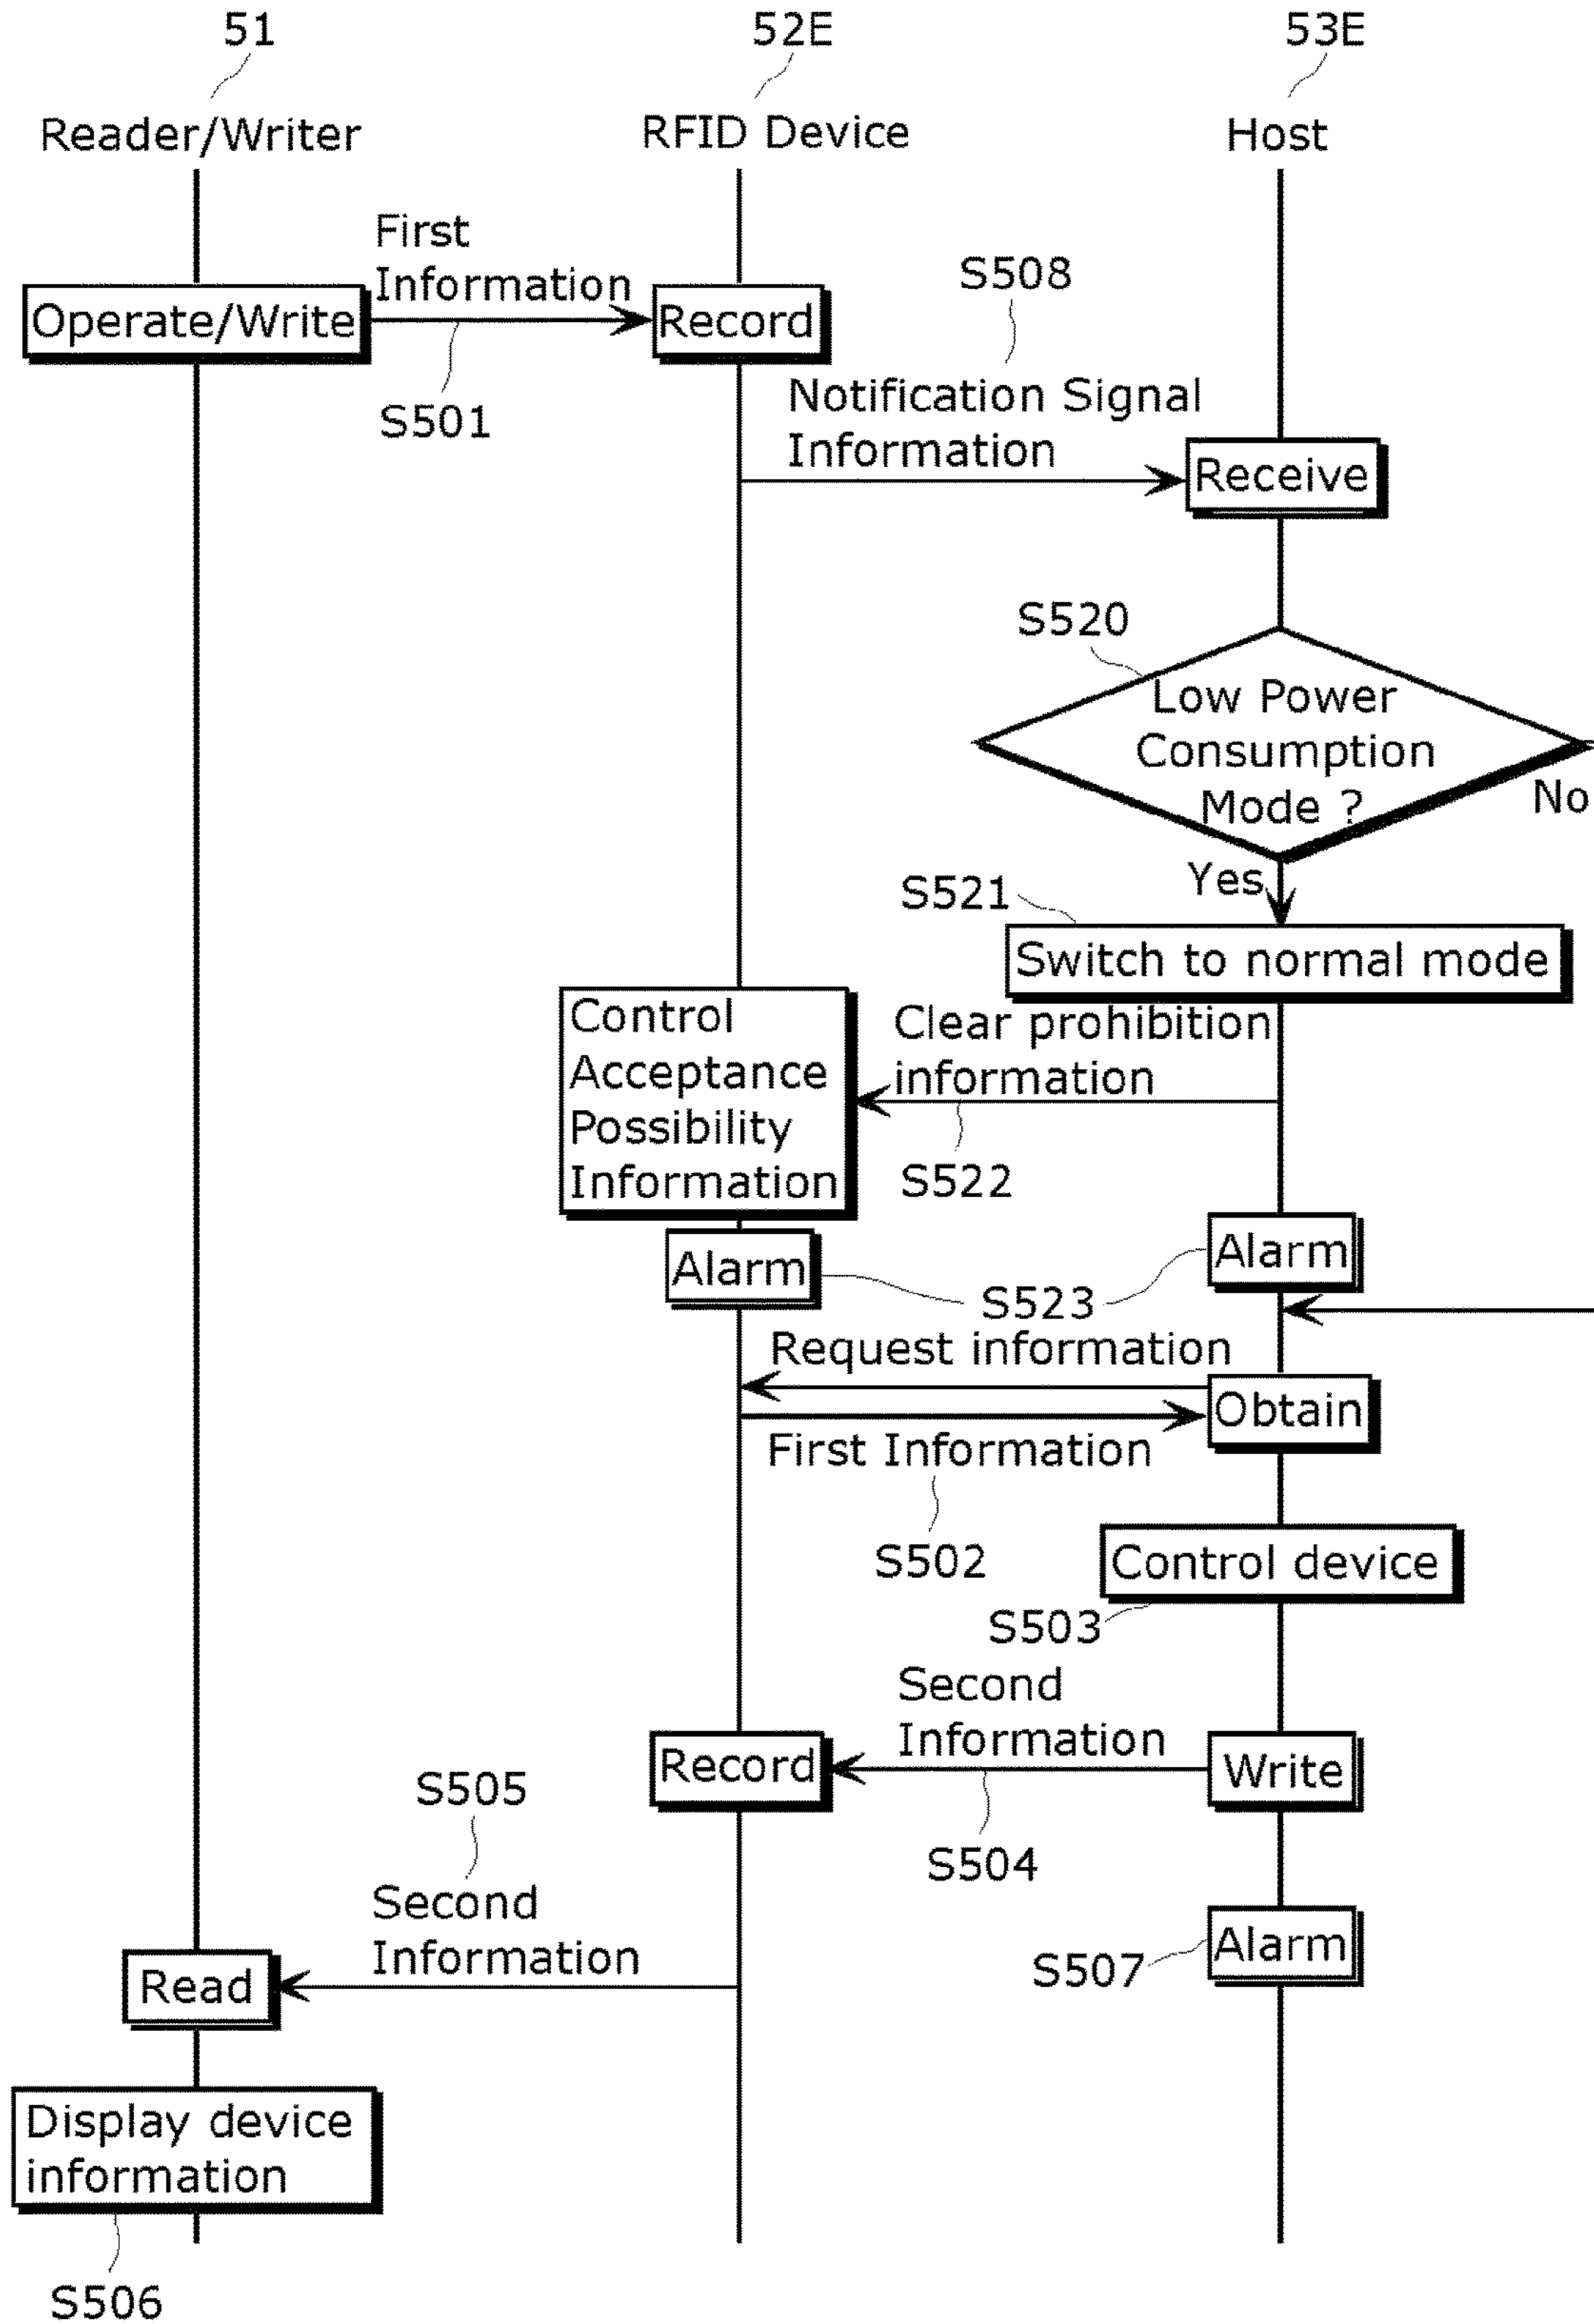 51
52E
53E
Reader/Writer
RFID Device
Host
First
Information
Operate/Write
Record
S501
S508
Notification Signal
Information
Receive
S520
Low Power
Consumption
Mode ?
No
Yes
S521
Switch to normal mode
Control
Acceptance
Possibility
Information
Clear prohibition
information
S522
Alarm
Alarm
S523
Request information
Obtain
First Information
S502
Control device
S503
Second
Information
Record
Write
S504
S505
Second
Information
Read
Alarm
S507
Display device
information
S506